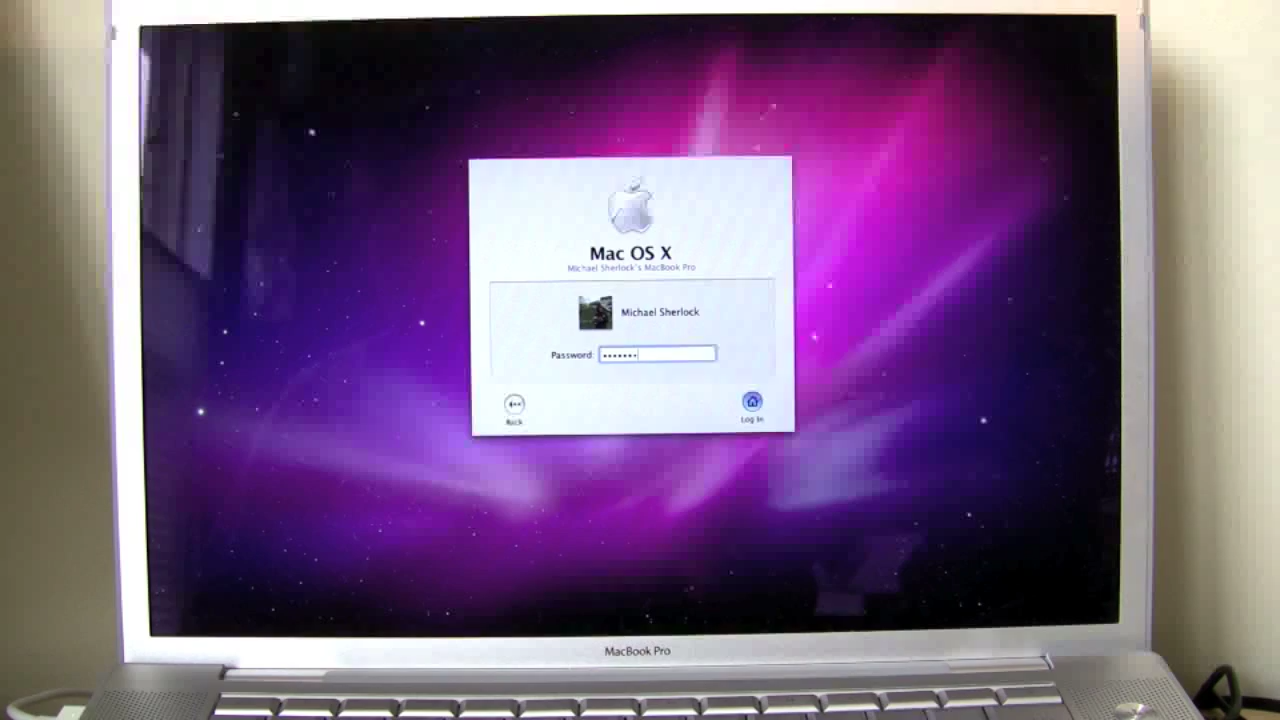 Mac OS X
Michael Sherlock's MacBook Pro
Michael Sherlock
Password:
Back
Log In
MacBook Pro